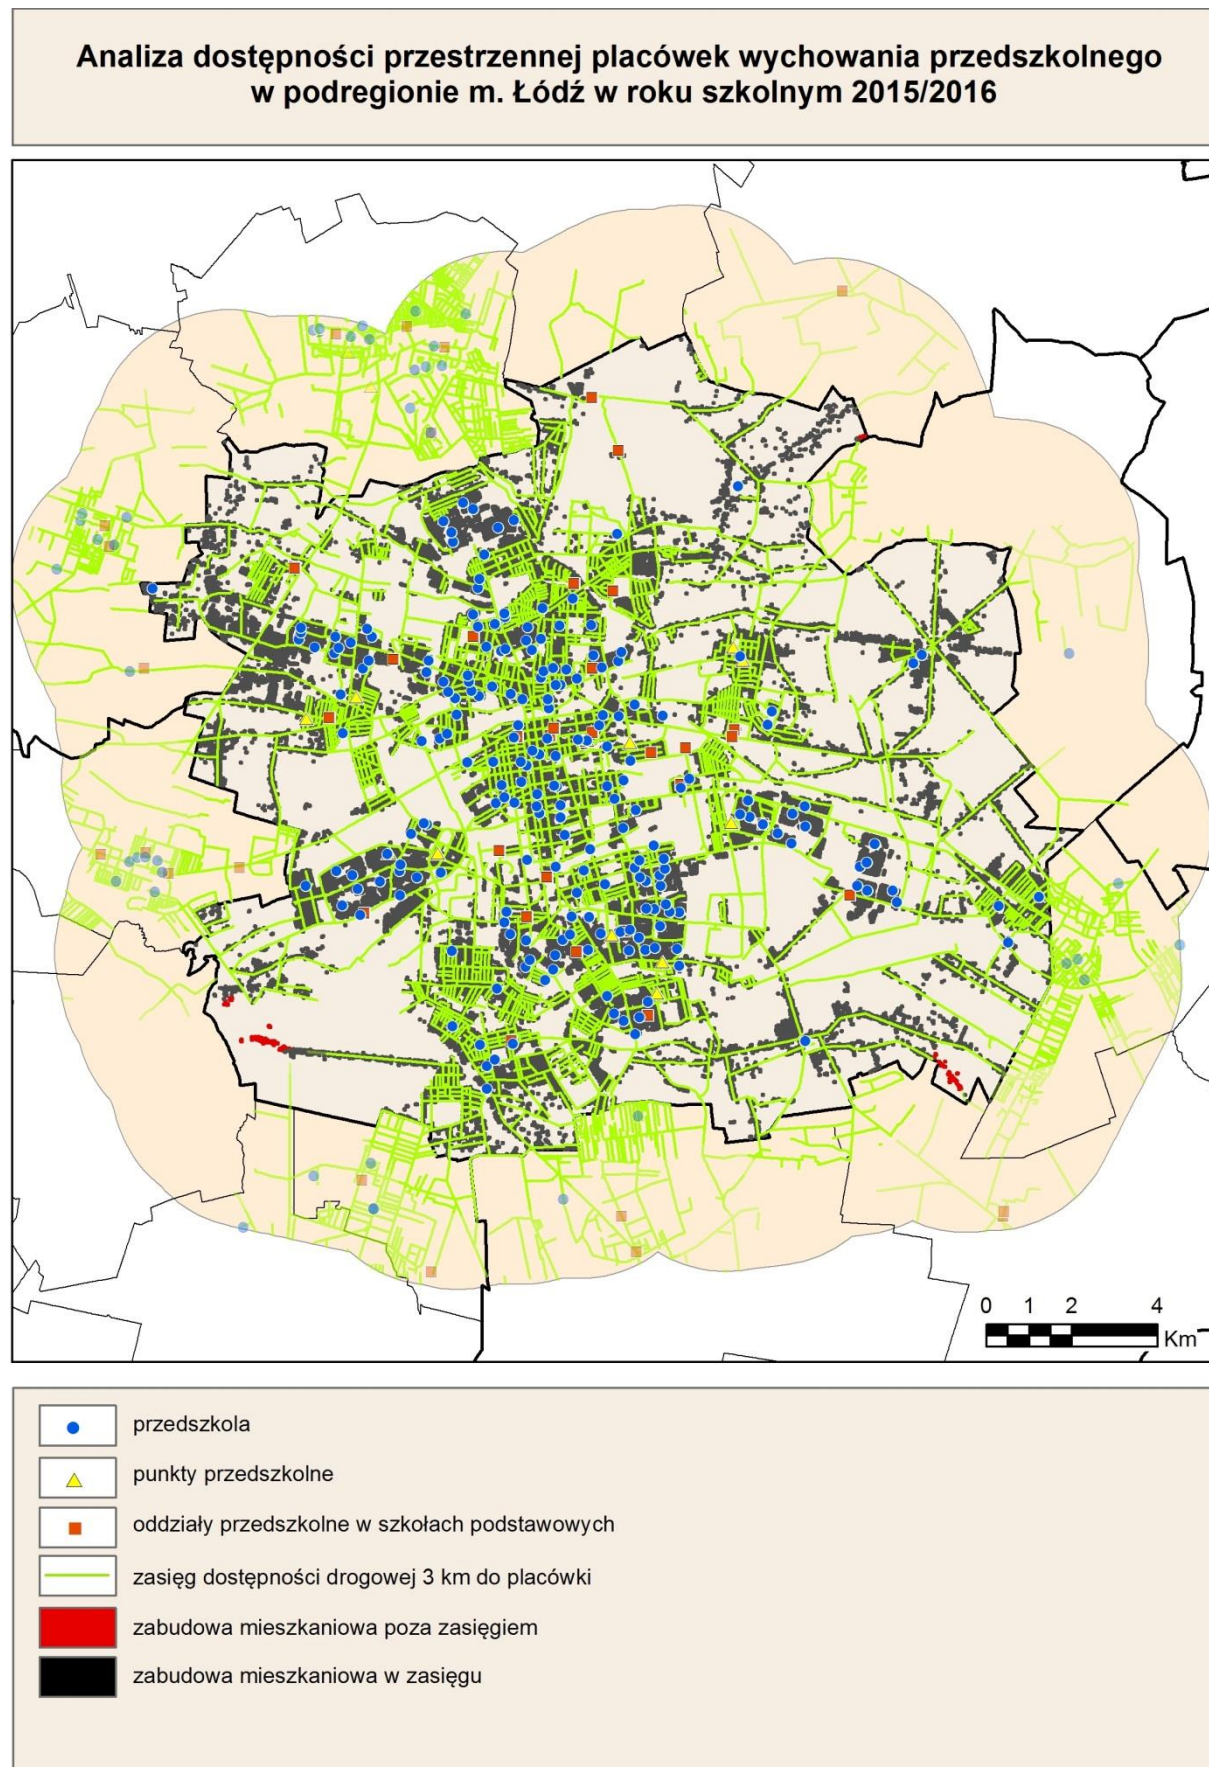 Analiza dostępności przestrzennej placówek wychowania przedszkolnego
w podregionie m. Łódź w roku szkolnym 2015/2016
0 1 2 4
Km
przedszkola
punkty przedszkolne
oddziały przedszkolne w szkołach podstawowych
zasięg dostępności drogowej 3 km do placówki
zabudowa mieszkaniowa poza zasięgiem
zabudowa mieszkaniowa w zasięgu